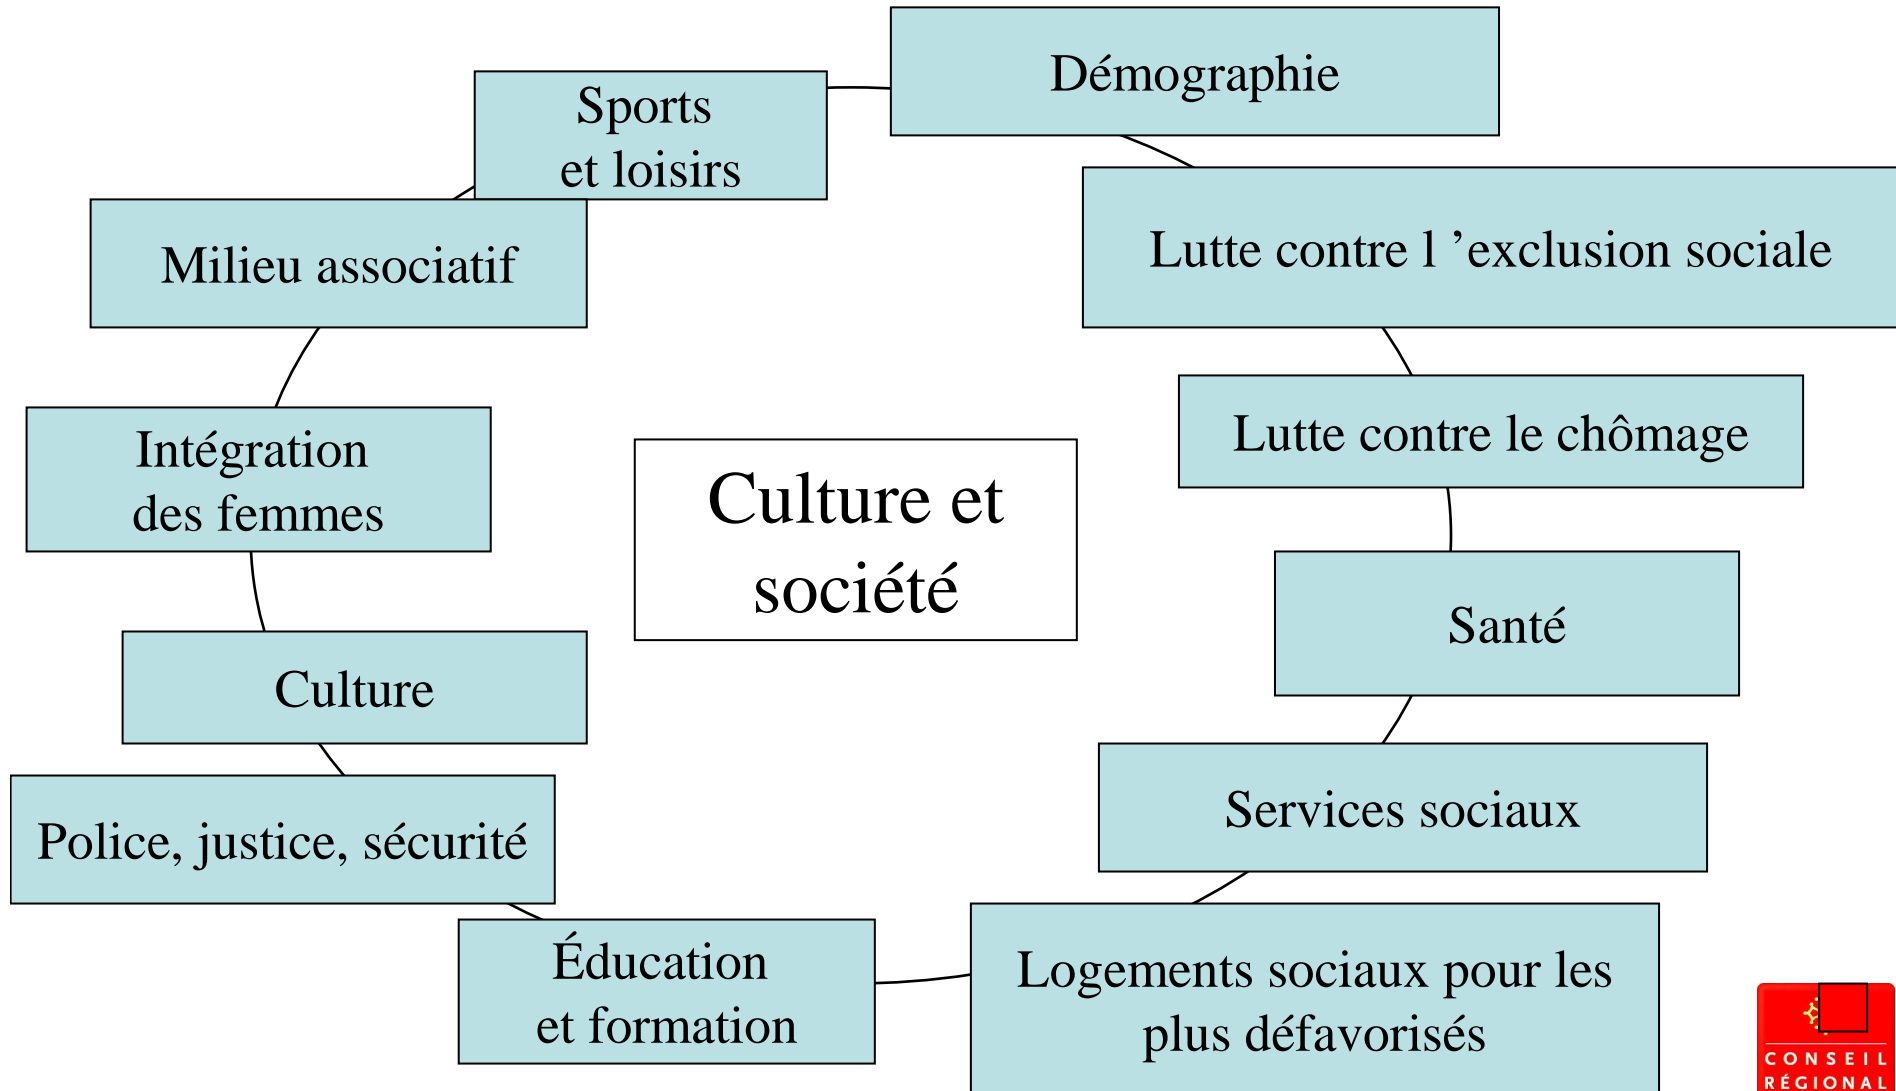 Démographie
Sports
et loisirs
Lutte contre l ’exclusion sociale
Milieu associatif
Lutte contre le chômage
Intégration
des femmes
Culture et
société
Santé
Culture
Services sociaux
Police, justice, sécurité
Éducation
et formation
Logements sociaux pour les
plus défavorisés
CONSEIL
RÉGIONAL